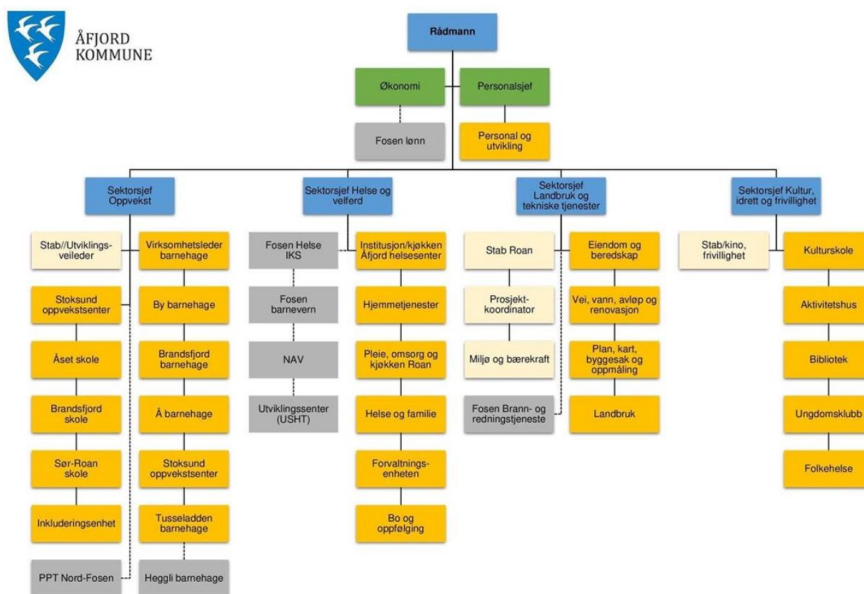 ÅFJORD
KOMMUNE
Rådmann
Økonomi
Personalsjef
Fosen lønn
Personal og
utvikling
Sektorsjef
Oppvekst
Sektorsjef Helse og
velferd
Sektorsjef
Landbruk og
tekniske tjenester
Sektorsjef Kultur,
idrett og frivillighet
Stab//Utviklings-
veileder
Stoksund
oppvekstsenter
Åset skole
Brandsfjord
skole
Sør-Roan
skole
Inkluderingsenhet
PPT Nord-Fosen
Virksomhetsleder
barnehage
By barnehage
Brandsfjord
barnehage
Å barnehage
Stoksund
oppvekstsenter
Tusseladden
barnehage
Heggli barnehage
Fosen Helse
IKS
Fosen
barnevern
NAV
Utviklingssenter
(USHT)
Institusjon/kjøkken
Åfjord helsesenter
Hjemmetjenester
Pleie, omsorg og
kjøkken Roan
Helse og familie
Forvaltnings-
enheten
Bo og
oppfølging
Stab Roan
Prosjekt-
koordinator
Miljø og bærekraft
Fosen Brann- og
redningstjeneste
Eiendom og
beredskap
Vei, vann, avløp og
renovasjon
Plan, kart,
byggesak og
oppmåling
Landbruk
Stab/kino,
frivillighet
Kulturskole
Aktivitetshus
Bibliotek
Ungdomsklubb
Folkehelse